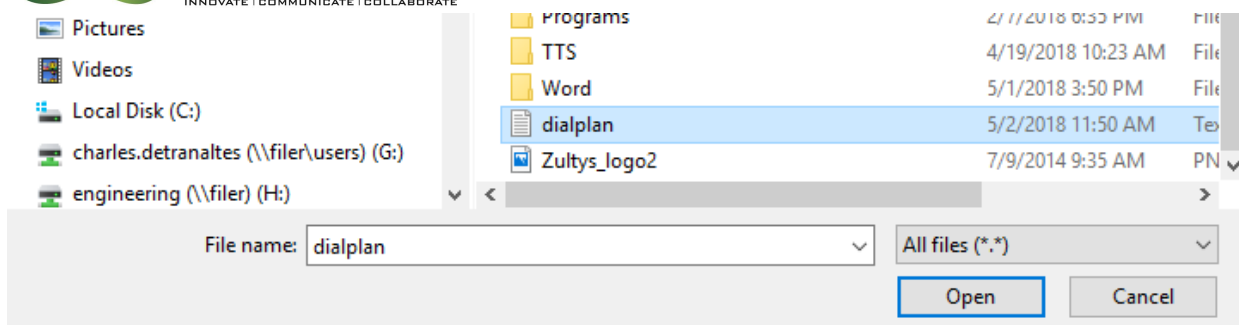 INNOVATE | COMMUNICATE | COLLABORATE
Pictures
Videos
Local Disk (C:)
charles.detranaltes (\\filer\users) (G:)
engineering (\\filer) (H:)
Programs 2/7/2018 6:35 PM File
TTS 4/19/2018 10:23 AM File
Word 5/1/2018 3:50 PM File
dialplan 5/2/2018 11:50 AM Tex
Zultys_logo2 7/9/2014 9:35 AM PN
File name: dialplan All files (*.*)
Open Cancel